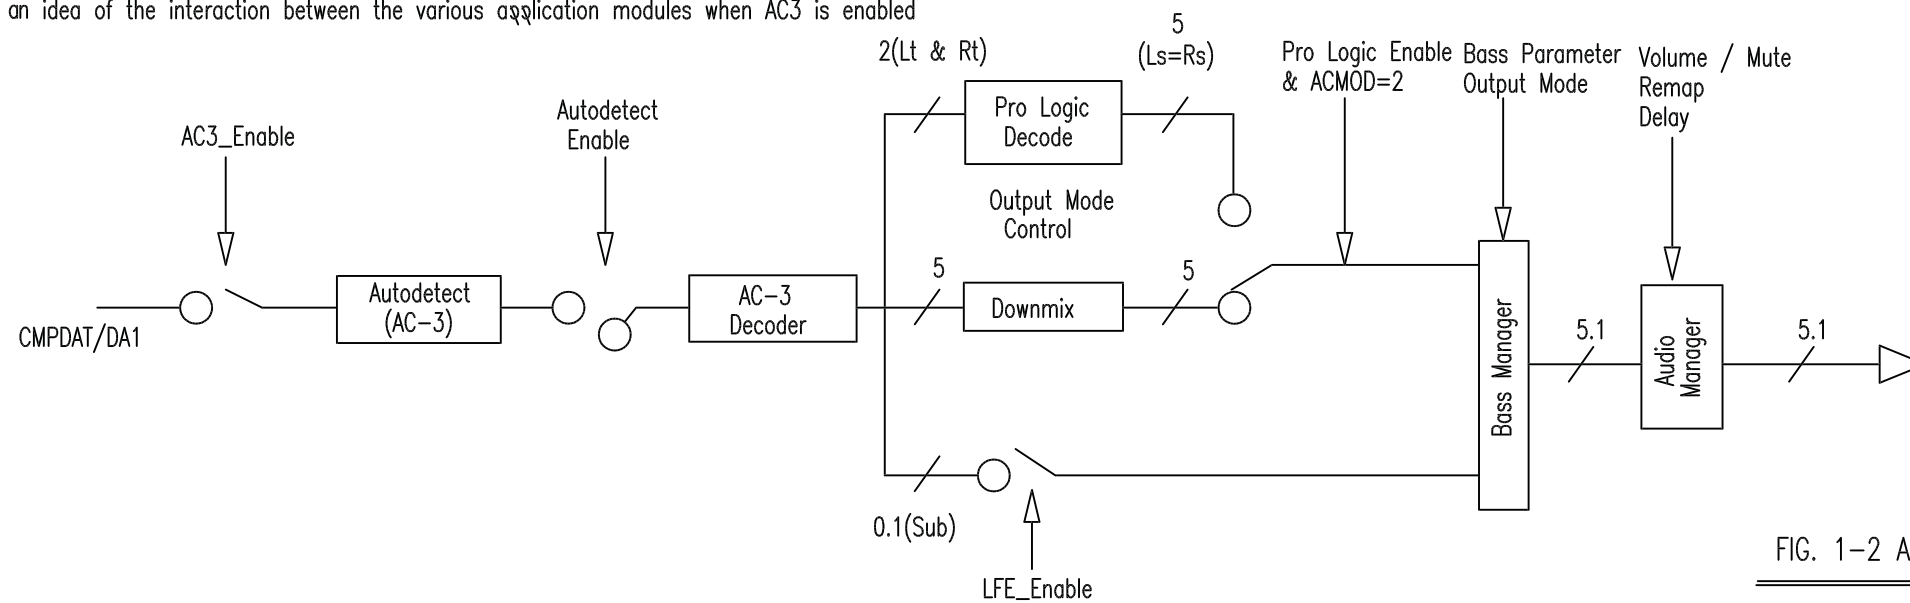 an idea of the interaction between the various application modules when AC3 is enabled
5
2(Lt & Rt)
(Ls=Rs)
Pro Logic Enable
& ACMOD=2
Bass Parameter
Output Mode
Volume / Mute
Remap
Delay
Pro Logic
Decode
Autodetect
Enable
AC3_Enable
Output Mode
Control
5
5
Autodetect
(AC-3)
AC-3
Decoder
Downmix
CMPDAT/DA1
Bass Manager
5.1
Audio
Manager
5.1
0.1(Sub)
LFE_Enable
FIG. 1-2 A